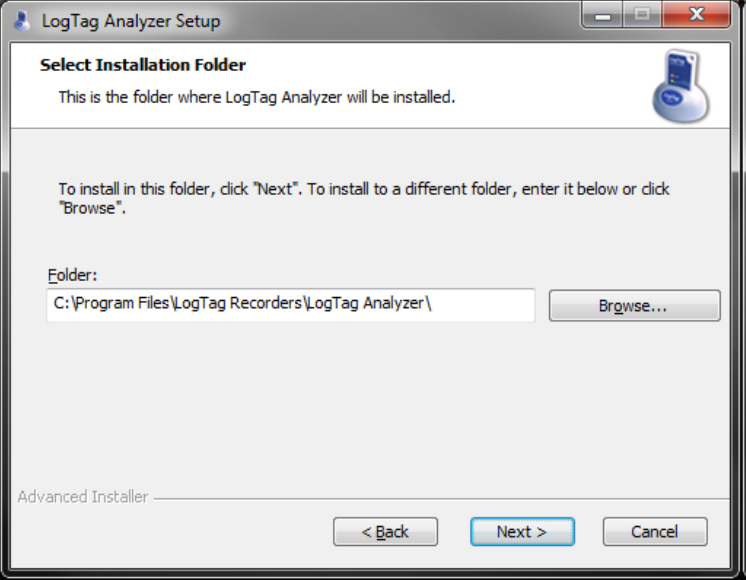 LogTag Analyzer Setup
Select Installation Folder
This is the folder where LogTag Analyzer will be installed.
To install in this folder, click "Next". To install to a different folder, enter it below or click
"Browse".
Folder:
C:\Program Files\LogTag Recorders\LogTag Analyzer\
Browse...
Advanced Installer
< Back
Next >
Cancel